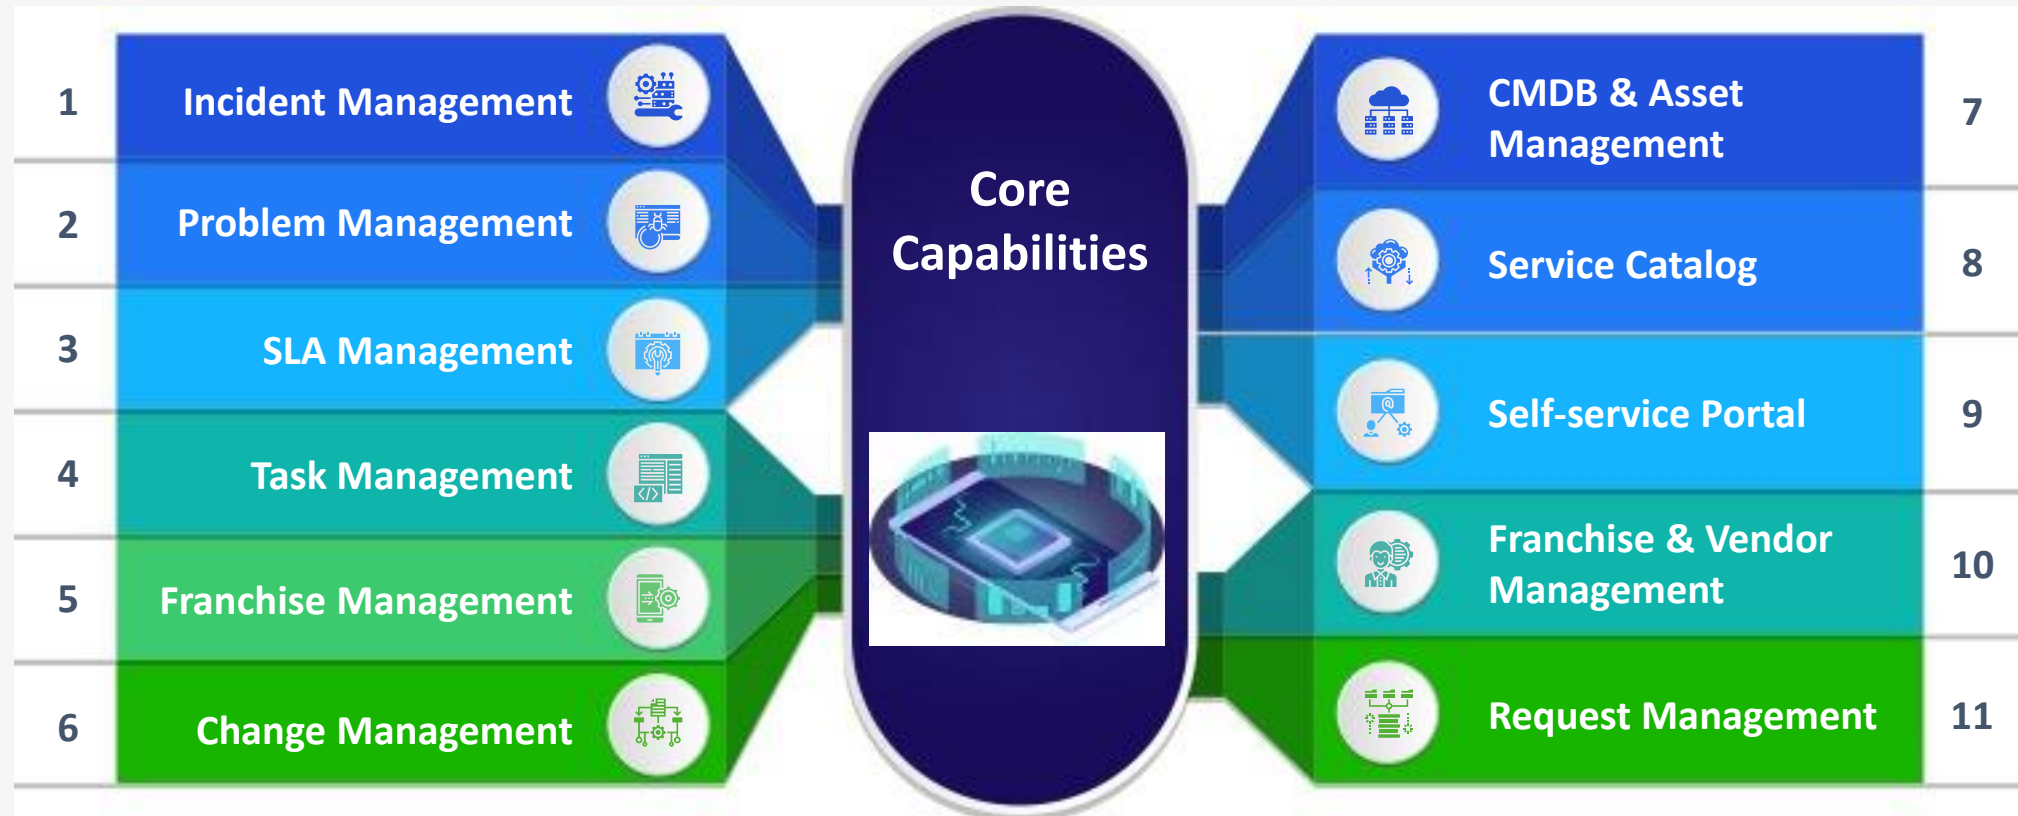 1
Incident Management
2
Problem Management
3
SLA Management
4
Task Management
5
Franchise Management
6
Change Management
Core
Capabilities
CMDB & Asset
Management
7
Service Catalog
8
Self-service Portal
9
Franchise & Vendor
Management
10
Request Management
11